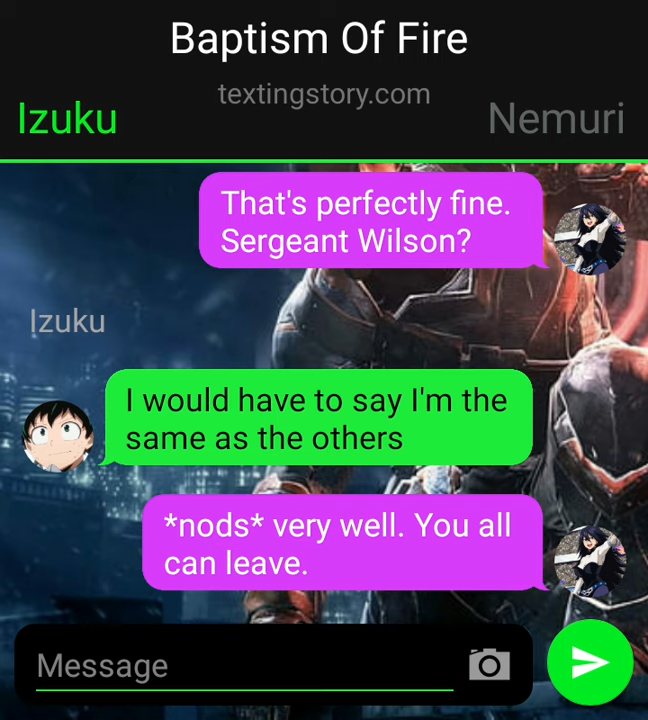 Baptism Of Fire
textingstory.com
Izuku
Nemuri
That's perfectly fine.
Sergeant Wilson?
Izuku
I would have to say I'm the
same as the others
*nods* very well. You all
can leave.
Message